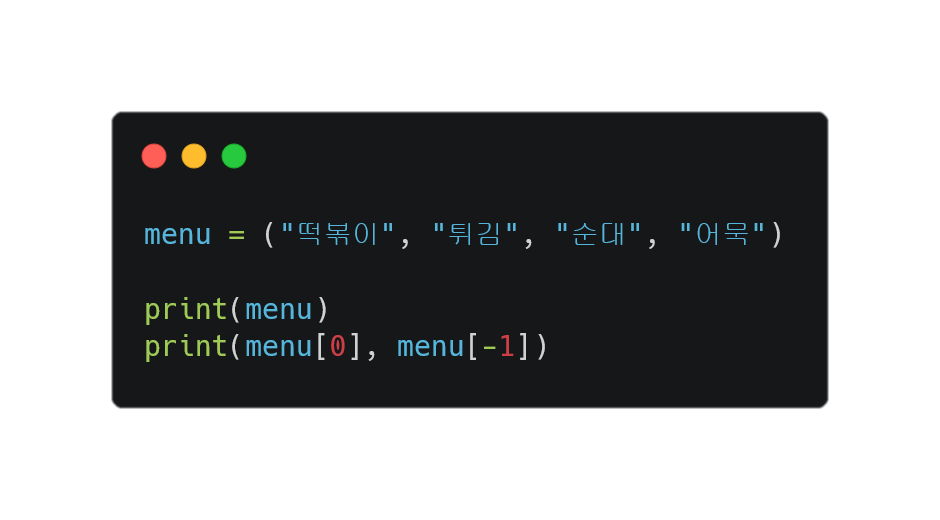 menu = ("떡볶이", "튀김", "순대", "어묵")
print(menu)
print(menu[0], menu[-1])